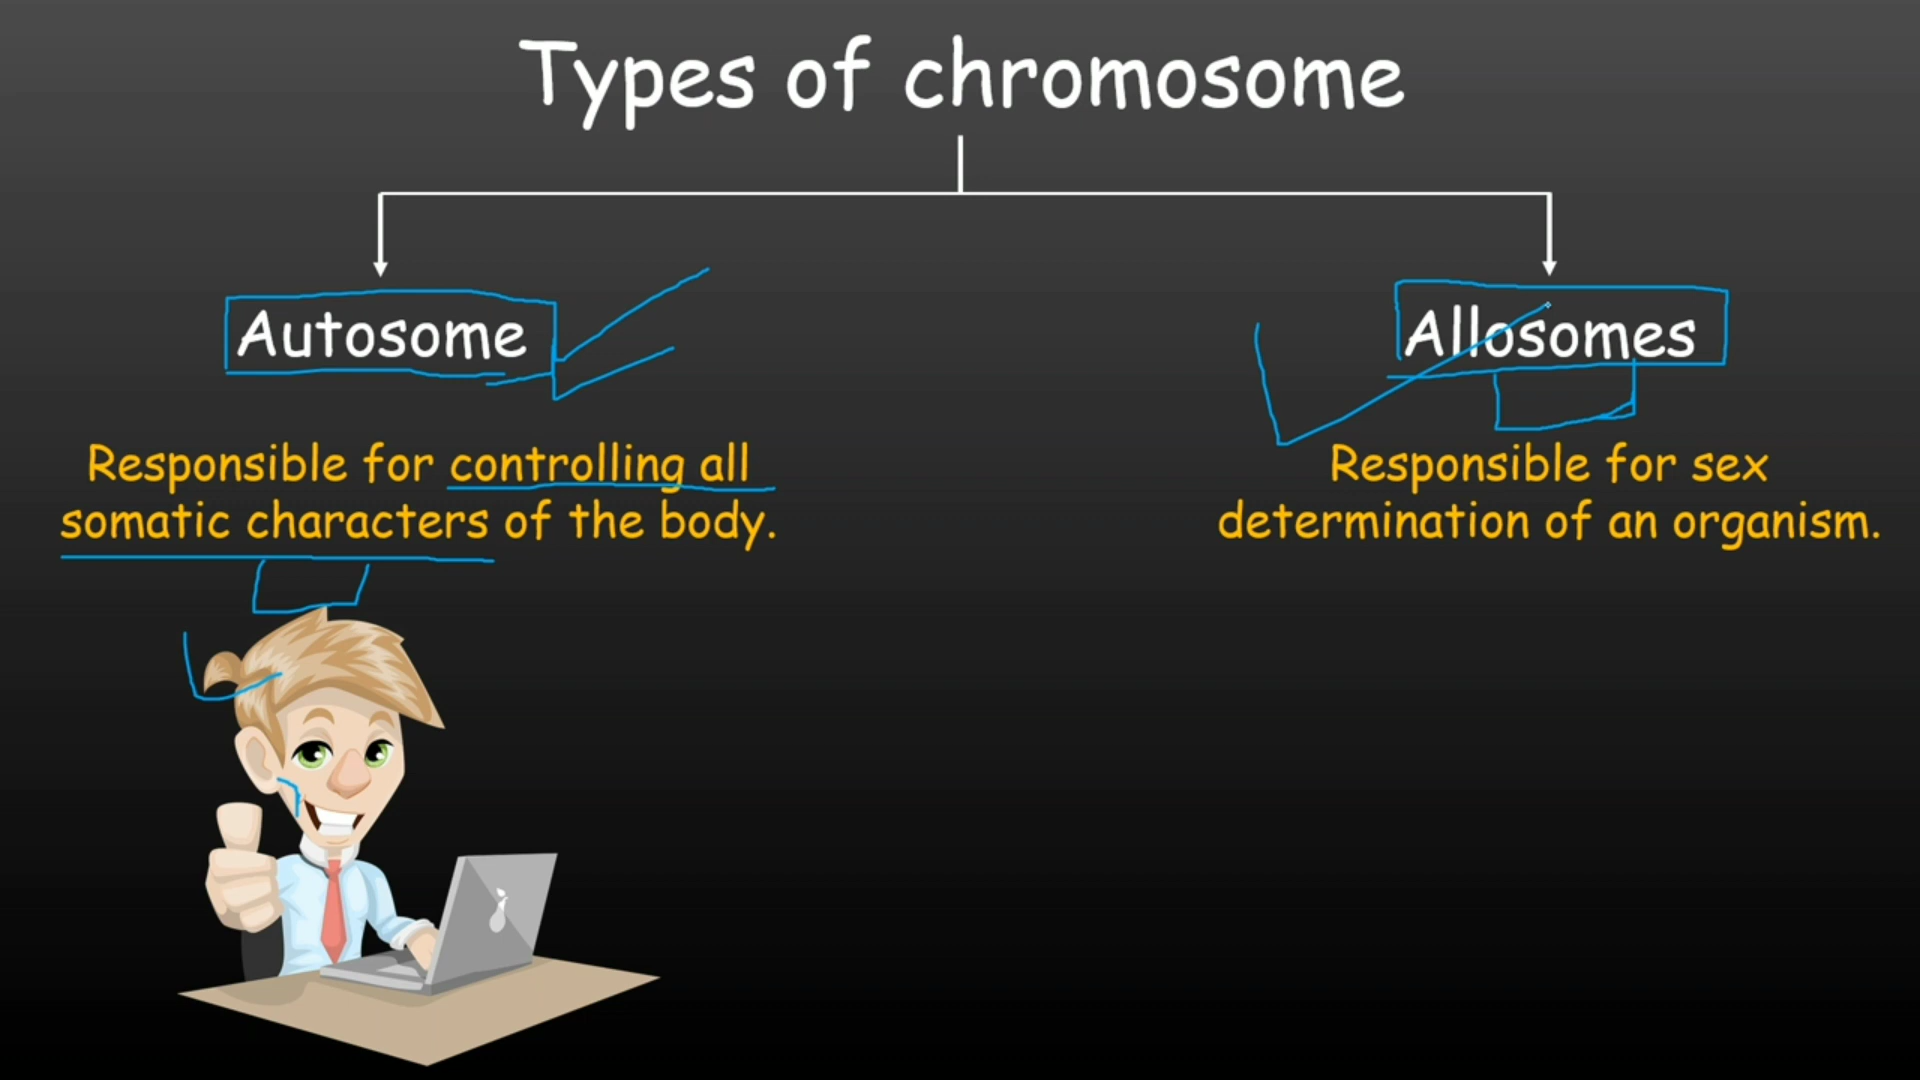 Types of chromosome
Autosome
Allosomes
Responsible for controlling all
somatic characters of the body.
Responsible for sex
determination of an organism.